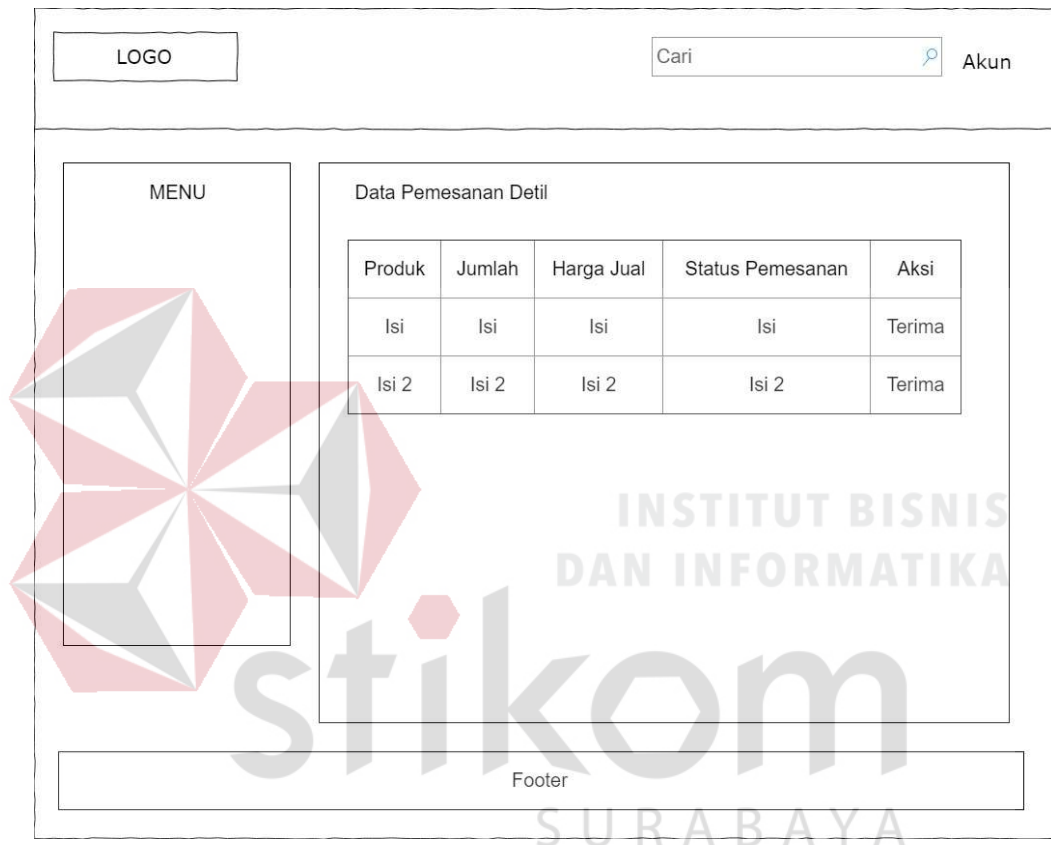 LOGO
Cari
Akun
MENU
Data Pemesanan Detil
Produk Jumlah Harga Jual Status Pemesanan Aksi
Isi Isi Isi Isi Terima
Isi 2 Isi 2 Isi 2 Isi 2 Terima
INSTITUT BISNIS
DAN INFORMATIKA
stikom
SURABAYA
Footer